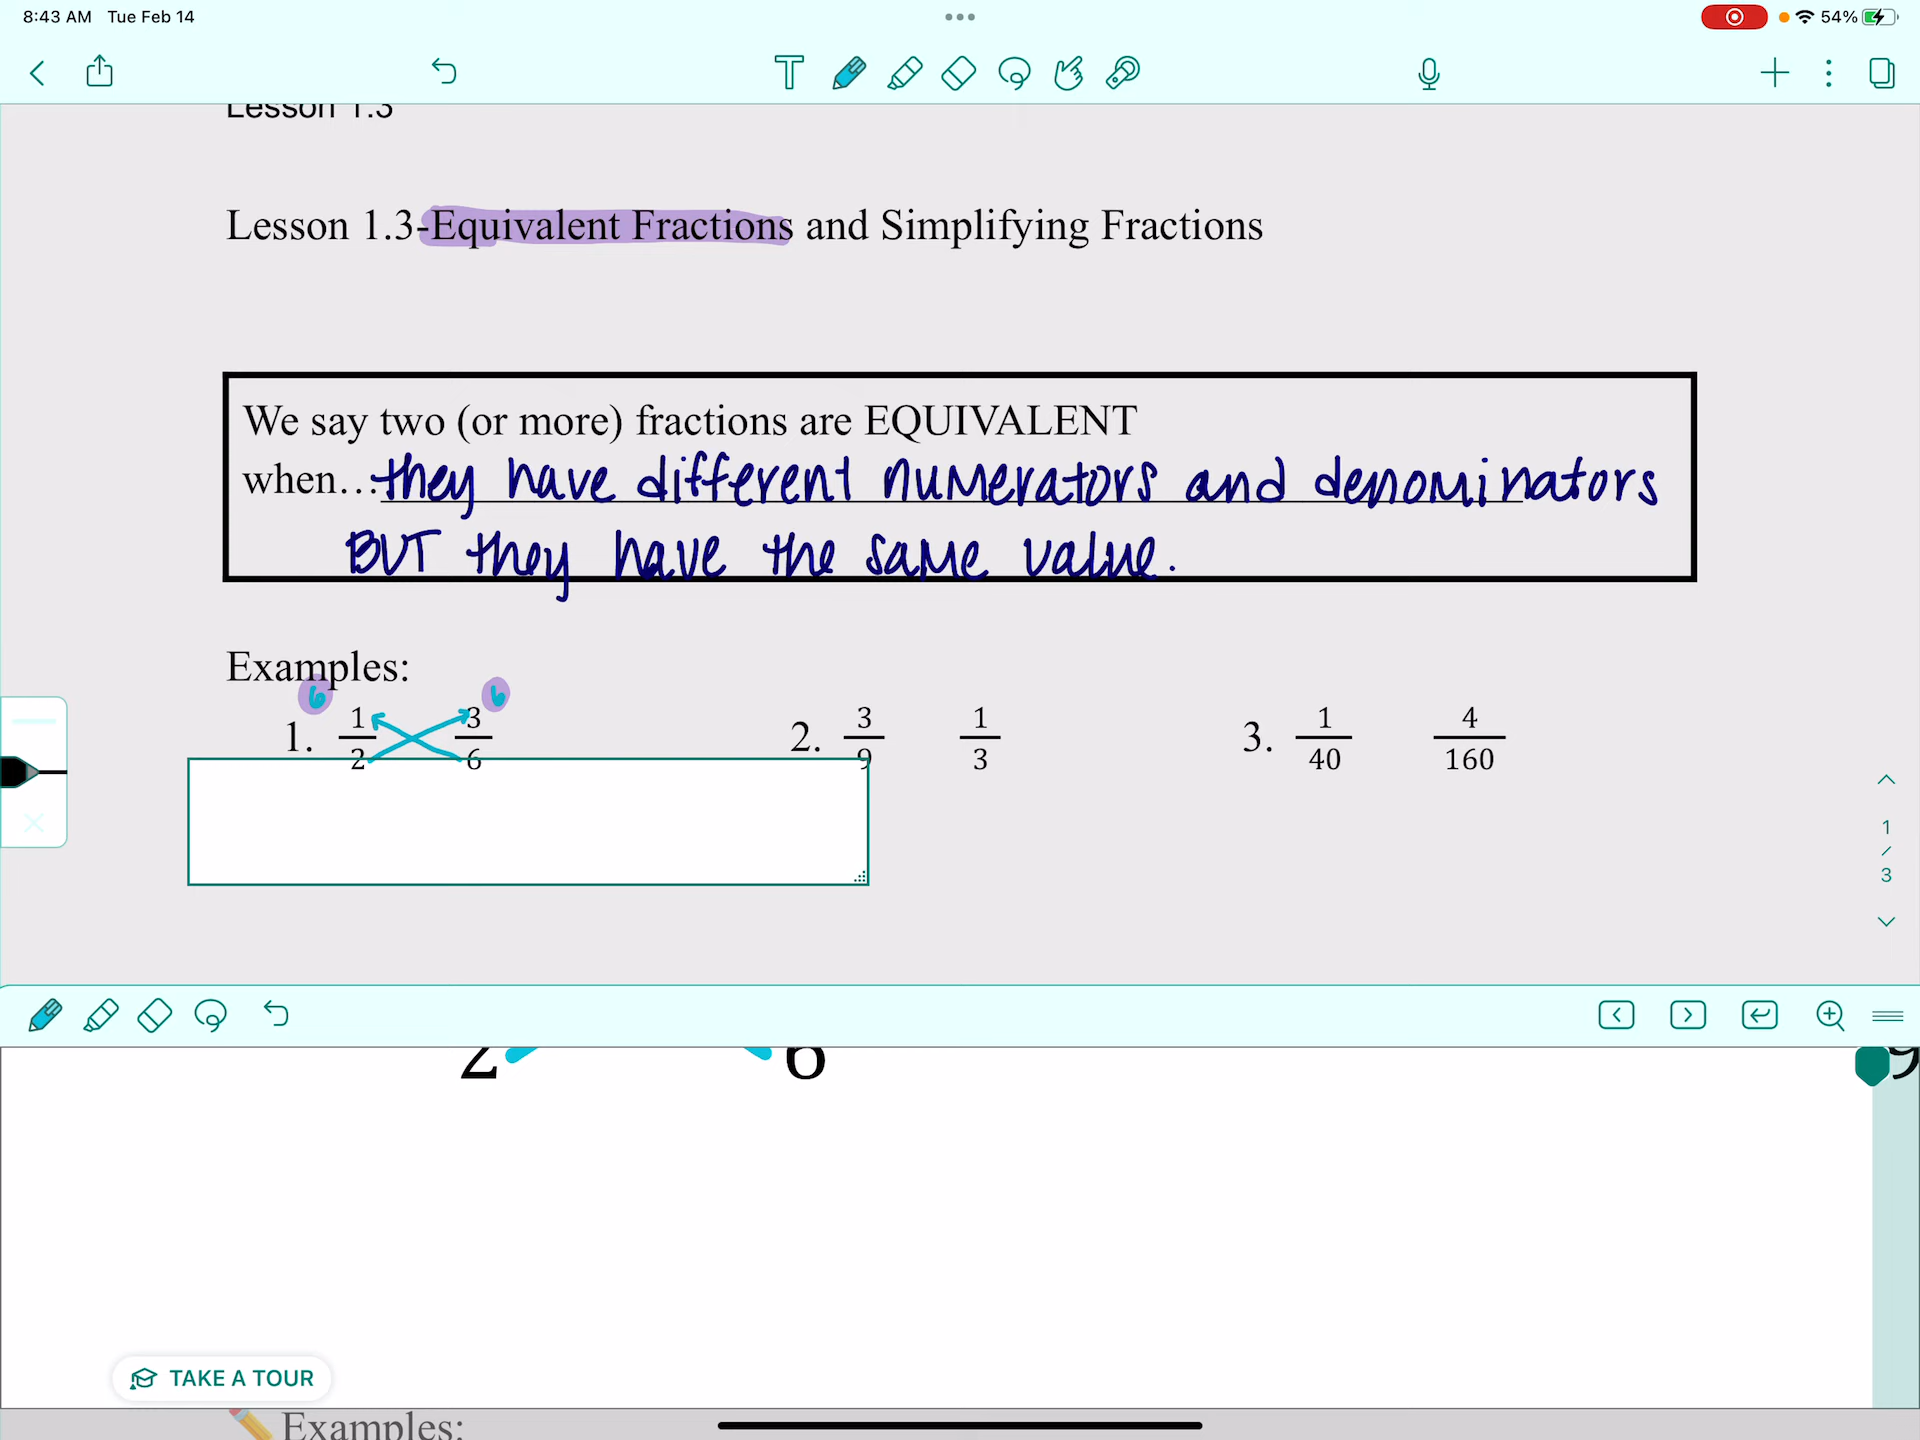 8:43 AM Tue Feb 14
54%
Lesson 1.3
Lesson 1.3-Equivalent Fractions and Simplifying Fractions
We say two (or more) fractions are EQUIVALENT
when...they have different numerators and denominators
BUT they have the same value.
Examples:
6 6
1. 1/2 3/6 2. 3/9 1/3 3. 1/40 4/160
1
/
3
2 6 9
TAKE A TOUR
Examples: